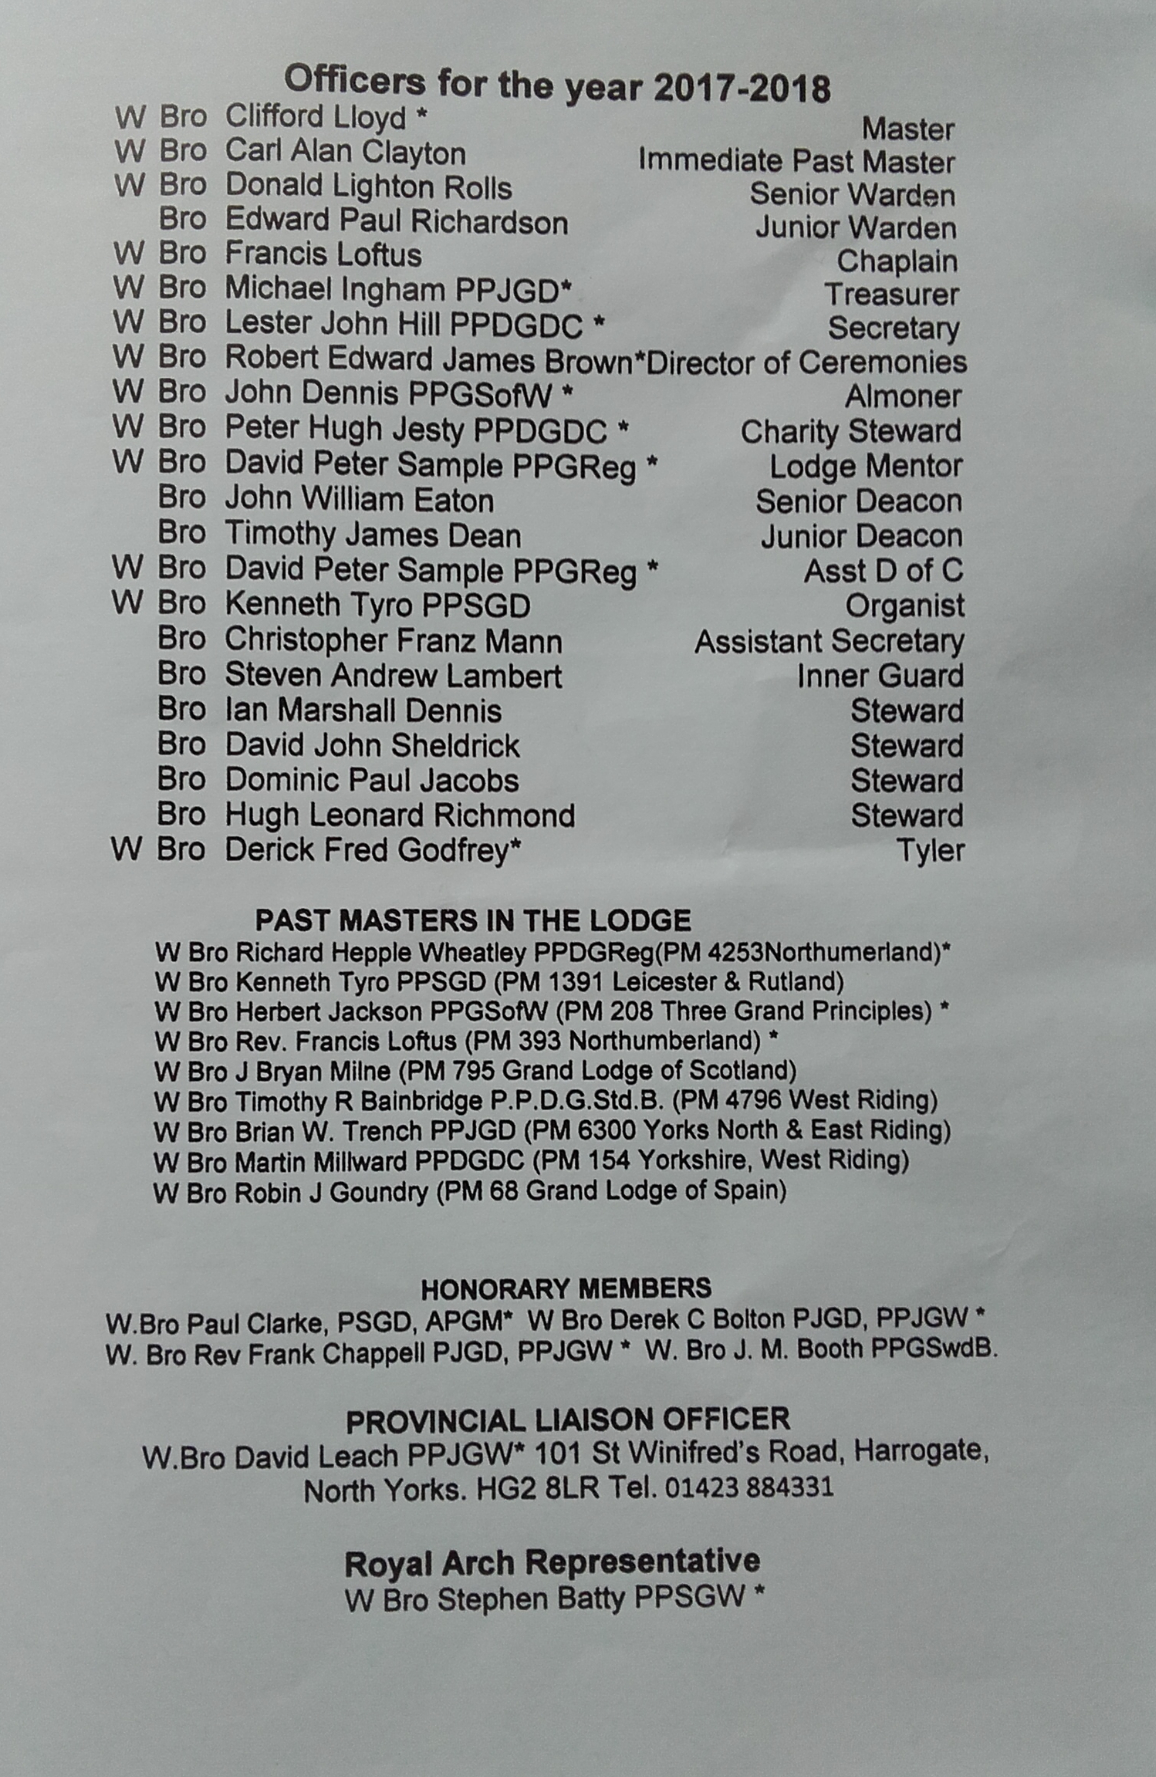 Officers for the year 2017-2018
W Bro Clifford Lloyd * Master
W Bro Carl Alan Clayton Immediate Past Master
W Bro Donald Lighton Rolls Senior Warden
Bro Edward Paul Richardson Junior Warden
W Bro Francis Loftus Chaplain
W Bro Michael Ingham PPJGD* Treasurer
W Bro Lester John Hill PPDGDC * Secretary
W Bro Robert Edward James Brown*Director of Ceremonies
W Bro John Dennis PPGSofW * Almoner
W Bro Peter Hugh Jesty PPDGDC * Charity Steward
W Bro David Peter Sample PPGReg * Lodge Mentor
Bro John William Eaton Senior Deacon
Bro Timothy James Dean Junior Deacon
W Bro David Peter Sample PPGReg * Asst D of C
W Bro Kenneth Tyro PPSGD Organist
Bro Christopher Franz Mann Assistant Secretary
Bro Steven Andrew Lambert Inner Guard
Bro Ian Marshall Dennis Steward
Bro David John Sheldrick Steward
Bro Dominic Paul Jacobs Steward
Bro Hugh Leonard Richmond Steward
W Bro Derick Fred Godfrey* Tyler
PAST MASTERS IN THE LODGE
W Bro Richard Hepple Wheatley PPDGReg(PM 4253Northumerland)*
W Bro Kenneth Tyro PPSGD (PM 1391 Leicester & Rutland)
W Bro Herbert Jackson PPGSofW (PM 208 Three Grand Principles) *
W Bro Rev. Francis Loftus (PM 393 Northumberland) *
W Bro J Bryan Milne (PM 795 Grand Lodge of Scotland)
W Bro Timothy R Bainbridge P.P.D.G.Std.B. (PM 4796 West Riding)
W Bro Brian W. Trench PPJGD (PM 6300 Yorks North & East Riding)
W Bro Martin Millward PPDGDC (PM 154 Yorkshire, West Riding)
W Bro Robin J Goundry (PM 68 Grand Lodge of Spain)
HONORARY MEMBERS
W.Bro Paul Clarke, PSGD, APGM* W Bro Derek C Bolton PJGD, PPJGW *
W. Bro Rev Frank Chappell PJGD, PPJGW * W. Bro J. M. Booth PPGSwdB.
PROVINCIAL LIAISON OFFICER
W.Bro David Leach PPJGW* 101 St Winifred's Road, Harrogate,
North Yorks. HG2 8LR Tel. 01423 884331
Royal Arch Representative
W Bro Stephen Batty PPSGW *